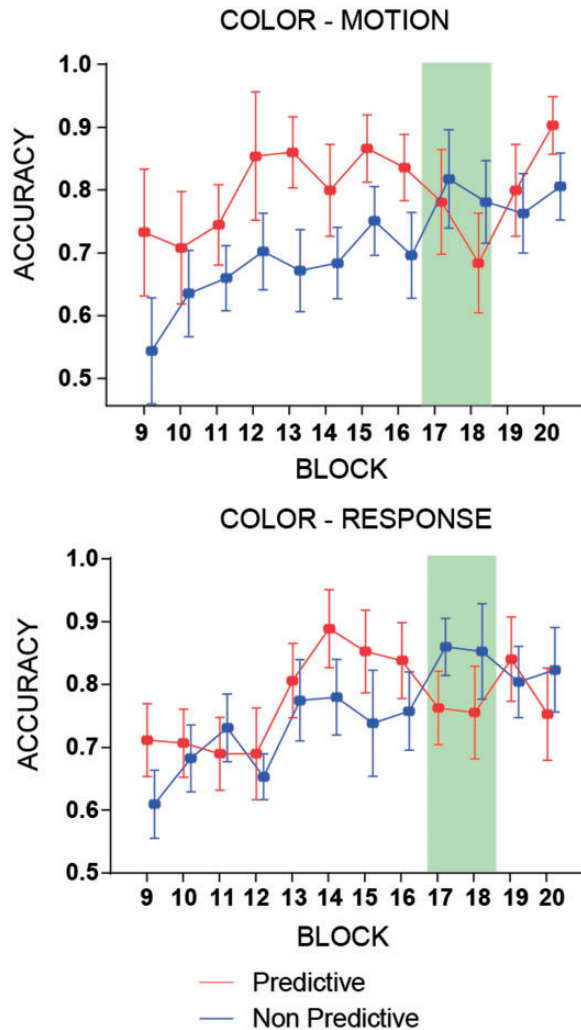 COLOR - MOTION
1.0
0.9
0.8
0.7
0.6
0.5
ACCURACY
9 10 11 12 13 14 15 16 17 18 19 20
BLOCK
COLOR - RESPONSE
1.0
0.9
0.8
0.7
0.6
0.5
ACCURACY
9 10 11 12 13 14 15 16 17 18 19 20
BLOCK
Predictive
Non Predictive